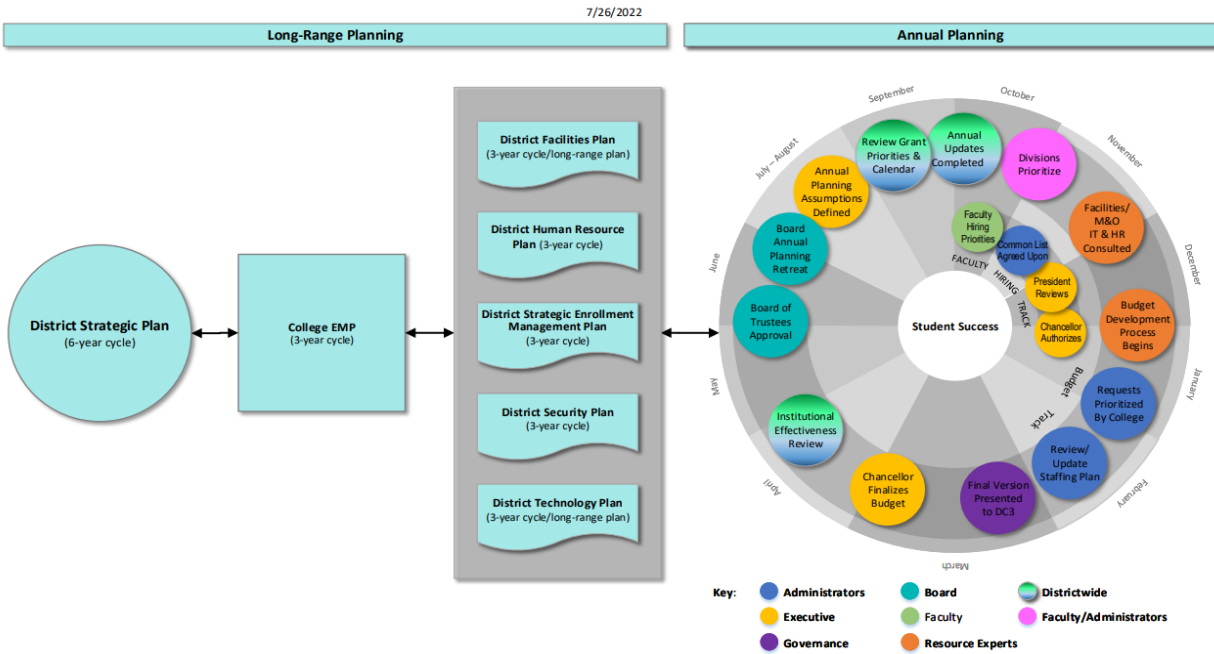 7/26/2022
Long-Range Planning
Annual Planning
District Strategic Plan
(6-year cycle)
College EMP
(3-year cycle)
District Facilities Plan
(3-year cycle/long-range plan)
District Human Resource
Plan (3-year cycle)
District Strategic Enrollment
Management Plan
(3-year cycle)
District Security Plan
(3-year cycle)
District Technology Plan
(3-year cycle/long-range plan)
September
October
November
December
January
February
March
April
May
June
July – August
Review Grant
Priorities &
Calendar
Annual
Updates
Completed
Divisions
Prioritize
Facilities/
M&O
IT & HR
Consulted
Budget
Development
Process
Begins
Requests
Prioritized
By College
Review/
Update
Staffing Plan
Final Version
Presented
to DC3
Chancellor
Finalizes
Budget
Institutional
Effectiveness
Review
Board of
Trustees
Approval
Board
Annual
Planning
Retreat
Annual
Planning
Assumptions
Defined
Faculty
Hiring
Priorities
Common List
Agreed Upon
President
Reviews
Chancellor
Authorizes
FACULTY HIRING TRACK
Budget Track
Student Success
Key:
Administrators
Board
Districtwide
Executive
Faculty
Faculty/Administrators
Governance
Resource Experts